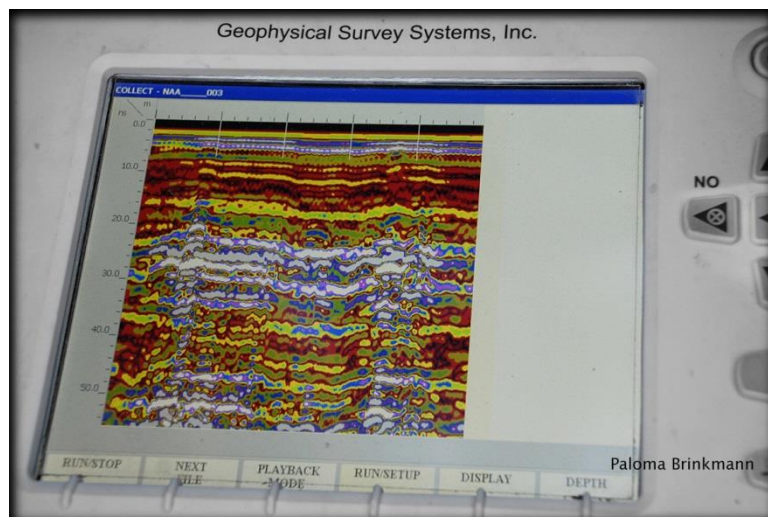 Geophysical Survey Systems, Inc.
COLLECT - NAA_____003
m
ns
0.0
10.0
20.0
30.0
40.0
50.0
NO
RUN/STOP
NEXT
FILE
PLAYBACK
MODE
RUN/SETUP
DISPLAY
DEPTH
Paloma Brinkmann